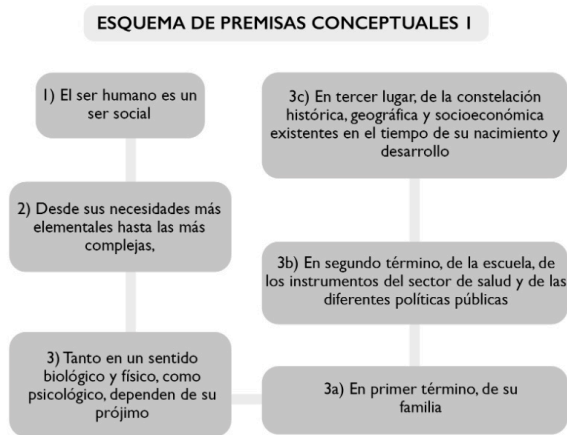 ESQUEMA DE PREMISAS CONCEPTUALES 1
1) El ser humano es un
ser social
2) Desde sus necesidades más
elementales hasta las más
complejas,
3) Tanto en un sentido
biológico y físico, como
psicológico, dependen de su
prójimo
3a) En primer término, de su
familia
3b) En segundo término, de la escuela, de
los instrumentos del sector de salud y de las
diferentes políticas públicas
3c) En tercer lugar, de la constelación
histórica, geográfica y socioeconómica
existentes en el tiempo de su nacimiento y
desarrollo